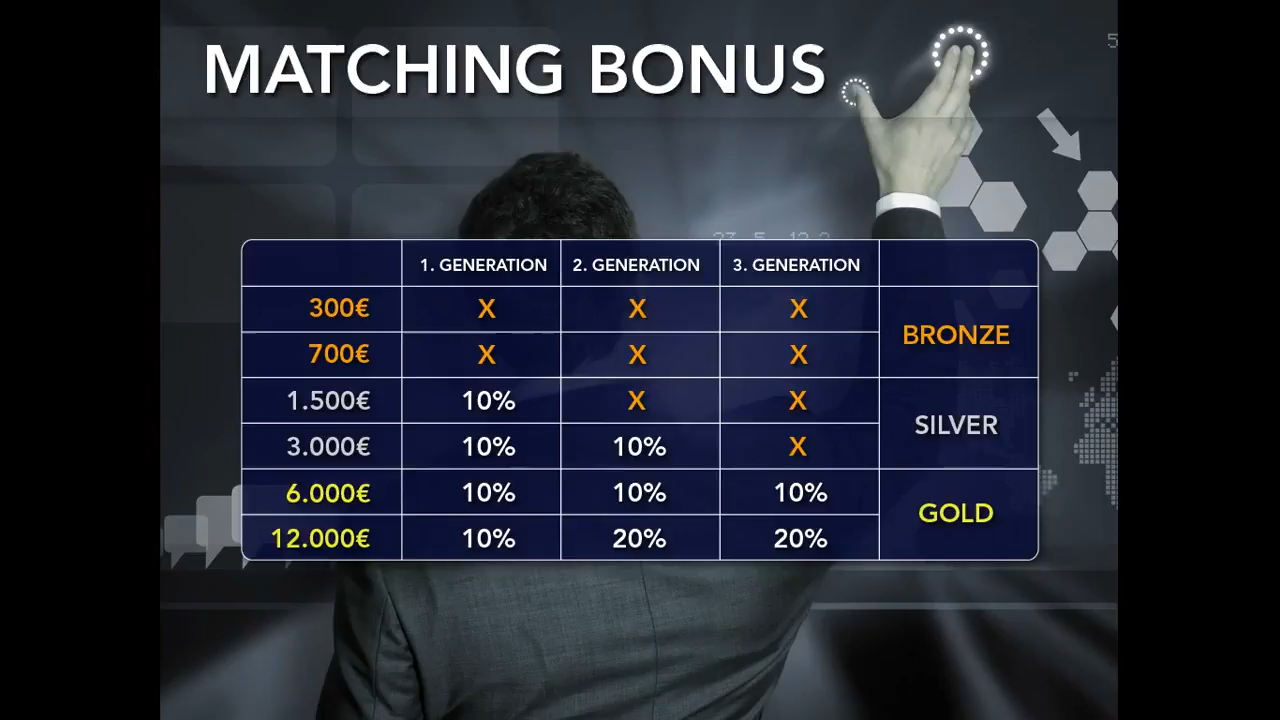 MATCHING BONUS
1. GENERATION 2. GENERATION 3. GENERATION
300€ X X X
BRONZE
700€ X X X
1.500€ 10% X X
SILVER
3.000€ 10% 10% X
6.000€ 10% 10% 10%
GOLD
12.000€ 10% 20% 20%